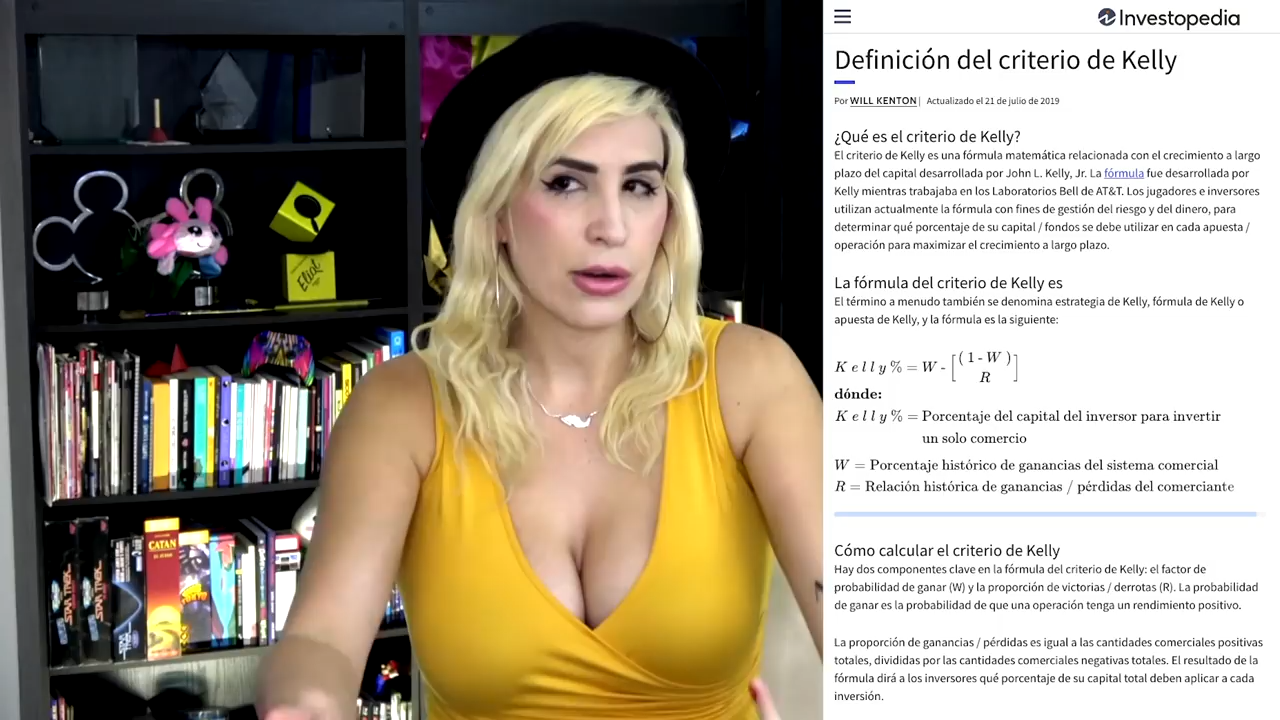 Investopedia
Definición del criterio de Kelly
Por WILL KENTON | Actualizado el 21 de julio de 2019
¿Qué es el criterio de Kelly?
El criterio de Kelly es una fórmula matemática relacionada con el crecimiento a largo
plazo del capital desarrollada por John L. Kelly, Jr. La fórmula fue desarrollada por
Kelly mientras trabajaba en los Laboratorios Bell de AT&T. Los jugadores e inversores
utilizan actualmente la fórmula con fines de gestión del riesgo y del dinero, para
determinar qué porcentaje de su capital / fondos se debe utilizar en cada apuesta /
operación para maximizar el crecimiento a largo plazo.
La fórmula del criterio de Kelly es
El término a menudo también se denomina estrategia de Kelly, fórmula de Kelly o
apuesta de Kelly, y la fórmula es la siguiente:
K e l l y % = W - [ ( 1 - W )
R ]
dónde:
K e l l y % = Porcentaje del capital del inversor para invertir
un solo comercio
W = Porcentaje histórico de ganancias del sistema comercial
R = Relación histórica de ganancias / pérdidas del comerciante
Cómo calcular el criterio de Kelly
Hay dos componentes clave en la fórmula del criterio de Kelly: el factor de
probabilidad de ganar (W) y la proporción de victorias / derrotas (R). La probabilidad
de ganar es la probabilidad de que una operación tenga un rendimiento positivo.
La proporción de ganancias / pérdidas es igual a las cantidades comerciales positivas
totales, divididas por las cantidades comerciales negativas totales. El resultado de la
fórmula dirá a los inversores qué porcentaje de su capital total deben aplicar a cada
inversión.
Eliot
CATAN
STAR TREK
STAR TREK